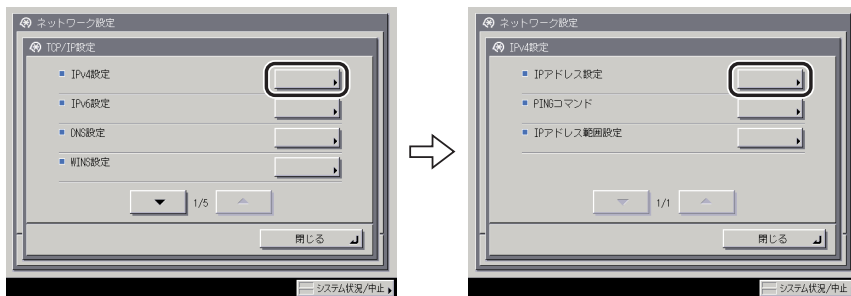 ネットワーク設定
TCP/IP設定
IPv4設定
IPv6設定
DNS設定
WINS設定
1/5
閉じる
システム状況/中止
ネットワーク設定
IPv4設定
IPアドレス設定
PINGコマンド
IPアドレス範囲設定
1/1
閉じる
システム状況/中止